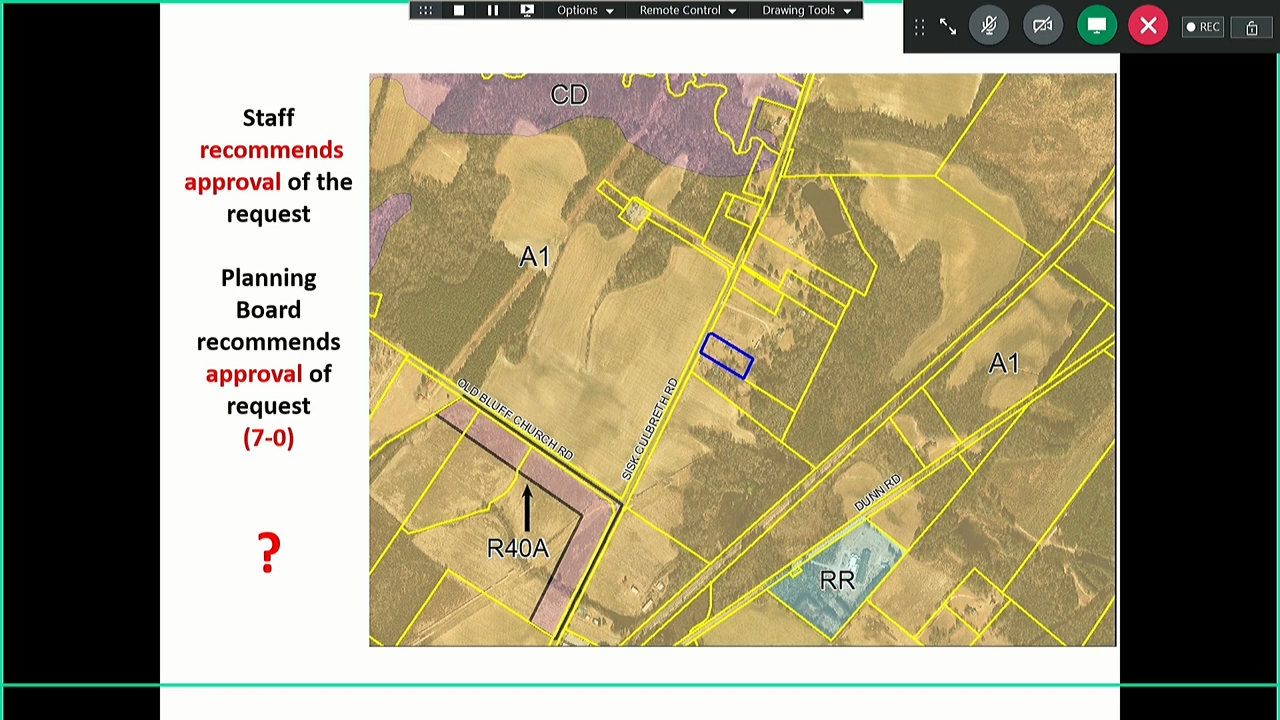 Options
Remote Control
Drawing Tools
REC
Staff
recommends
approval of the
request
Planning
Board
recommends
approval of
request
(7-0)
?
CD
A1
A1
OLD BLUFF CHURCH RD
SISK CULBRETH RD
DUNN RD
R40A
RR